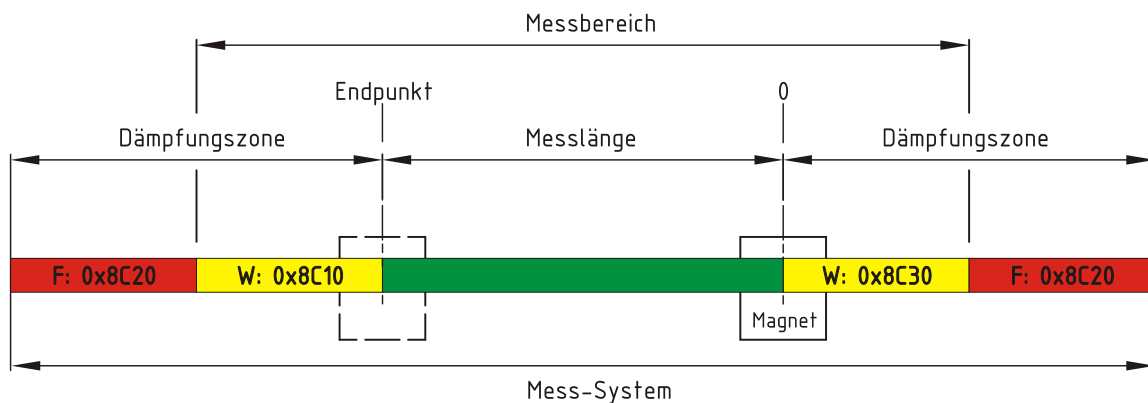 Messbereich
Endpunkt 0
Dämpfungszone Messlänge Dämpfungszone
F: 0x8C20 W: 0x8C10 W: 0x8C30 F: 0x8C20
Magnet
Mess-System